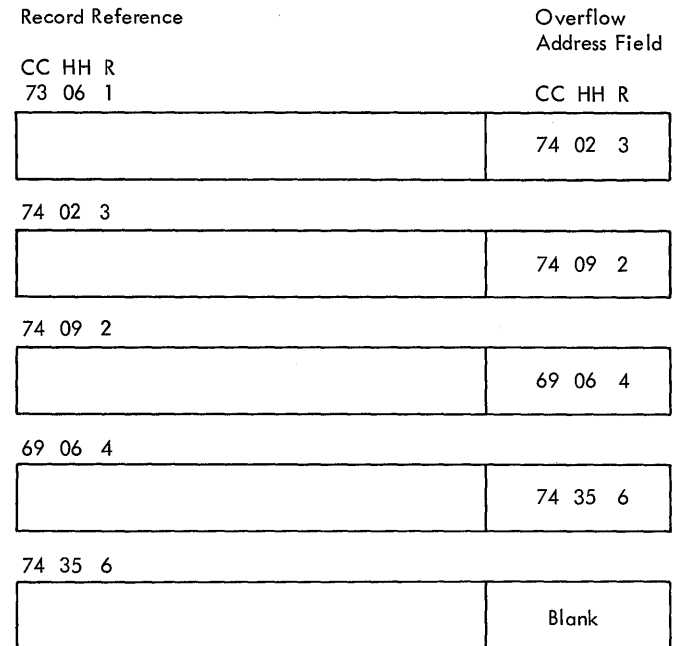 Record Reference
Overflow
Address Field
CC HH R
73 06 1
CC HH R
74 02 3
74 02 3
74 09 2
74 09 2
69 06 4
69 06 4
74 35 6
74 35 6
Blank